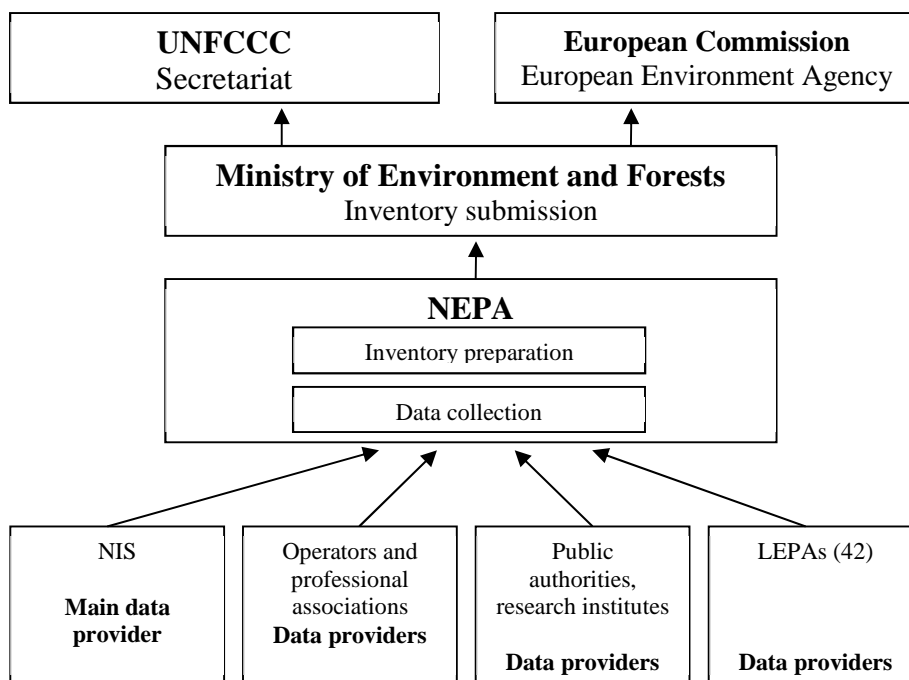 UNFCCC
Secretariat
European Commission
European Environment Agency
Ministry of Environment and Forests
Inventory submission
NEPA
Inventory preparation
Data collection
NIS
Main data
provider
Operators and
professional
associations
Data providers
Public
authorities,
research institutes
Data providers
LEPAs (42)
Data providers